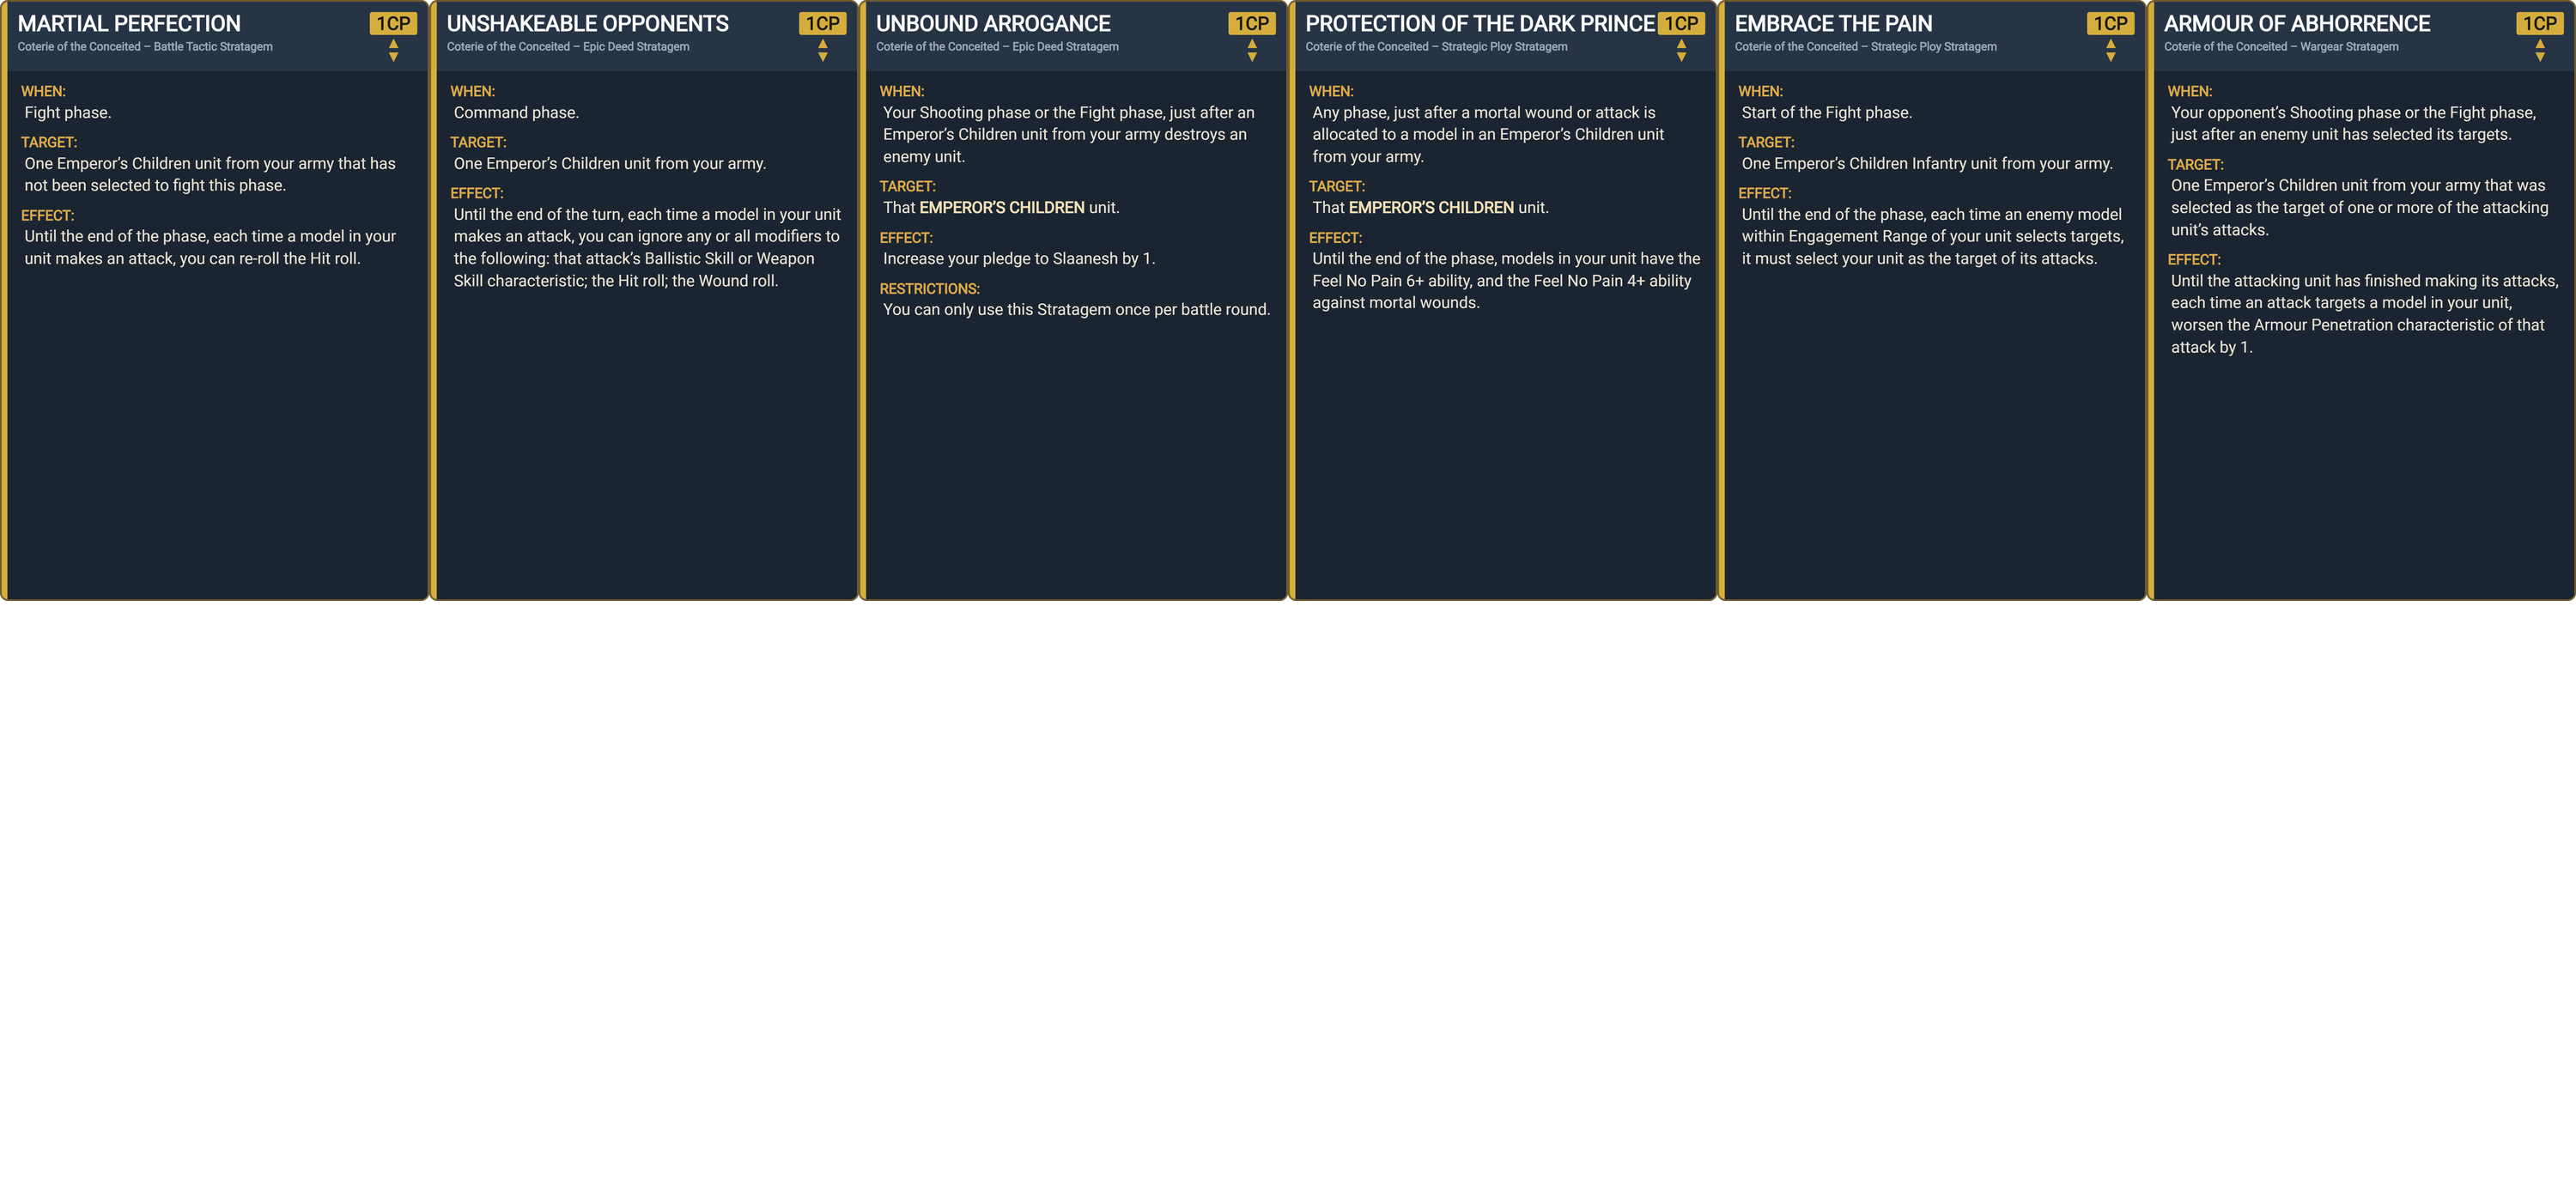 MARTIAL PERFECTION
1CP
Coterie of the Conceited – Battle Tactic Stratagem
WHEN:
Fight phase.
TARGET:
One Emperor’s Children unit from your army that has
not been selected to fight this phase.
EFFECT:
Until the end of the phase, each time a model in your
unit makes an attack, you can re-roll the Hit roll.
UNSHAKEABLE OPPONENTS
1CP
Coterie of the Conceited – Epic Deed Stratagem
WHEN:
Command phase.
TARGET:
One Emperor’s Children unit from your army.
EFFECT:
Until the end of the turn, each time a model in your unit
makes an attack, you can ignore any or all modifiers to
the following: that attack’s Ballistic Skill or Weapon
Skill characteristic; the Hit roll; the Wound roll.
UNBOUND ARROGANCE
1CP
Coterie of the Conceited – Epic Deed Stratagem
WHEN:
Your Shooting phase or the Fight phase, just after an
Emperor’s Children unit from your army destroys an
enemy unit.
TARGET:
That EMPEROR’S CHILDREN unit.
EFFECT:
Increase your pledge to Slaanesh by 1.
RESTRICTIONS:
You can only use this Stratagem once per battle round.
PROTECTION OF THE DARK PRINCE
1CP
Coterie of the Conceited – Strategic Ploy Stratagem
WHEN:
Any phase, just after a mortal wound or attack is
allocated to a model in an Emperor’s Children unit
from your army.
TARGET:
That EMPEROR’S CHILDREN unit.
EFFECT:
Until the end of the phase, models in your unit have the
Feel No Pain 6+ ability, and the Feel No Pain 4+ ability
against mortal wounds.
EMBRACE THE PAIN
1CP
Coterie of the Conceited – Strategic Ploy Stratagem
WHEN:
Start of the Fight phase.
TARGET:
One Emperor’s Children Infantry unit from your army.
EFFECT:
Until the end of the phase, each time an enemy model
within Engagement Range of your unit selects targets,
it must select your unit as the target of its attacks.
ARMOUR OF ABHORRENCE
1CP
Coterie of the Conceited – Wargear Stratagem
WHEN:
Your opponent’s Shooting phase or the Fight phase,
just after an enemy unit has selected its targets.
TARGET:
One Emperor’s Children unit from your army that was
selected as the target of one or more of the attacking
unit’s attacks.
EFFECT:
Until the attacking unit has finished making its attacks,
each time an attack targets a model in your unit,
worsen the Armour Penetration characteristic of that
attack by 1.